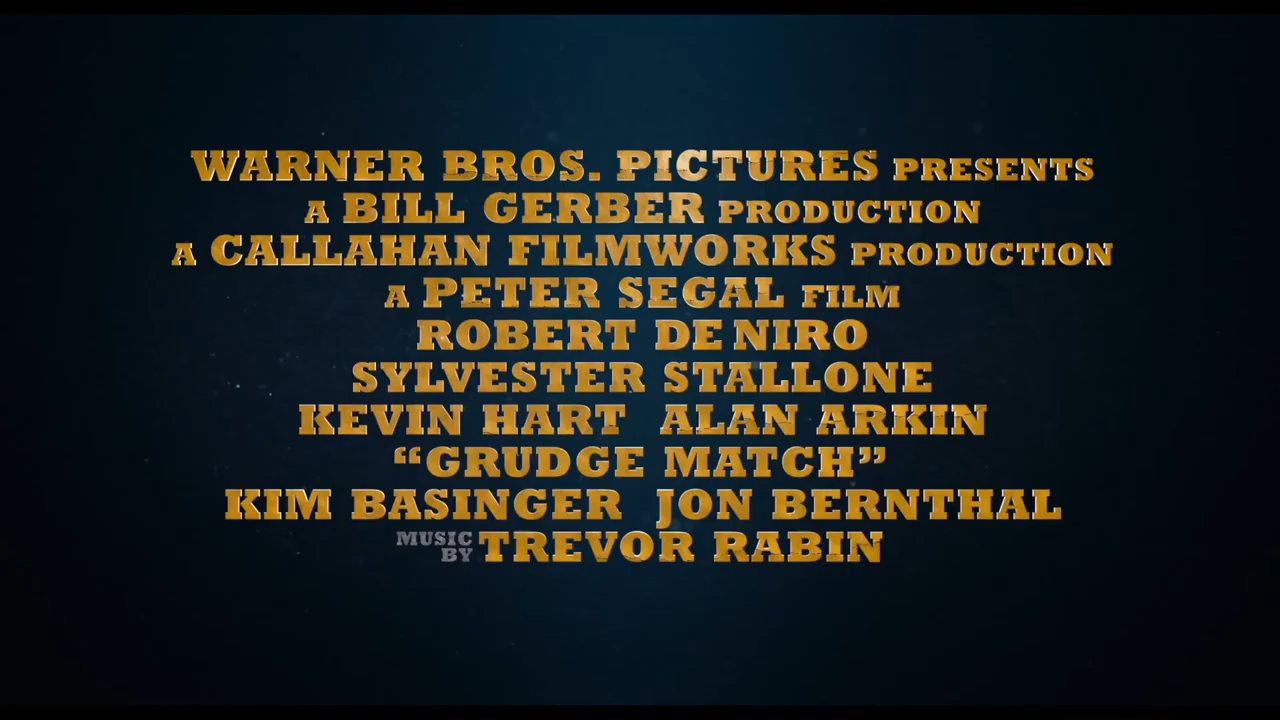 WARNER BROS. PICTURES PRESENTS
A BILL GERBER PRODUCTION
A CALLAHAN FILMWORKS PRODUCTION
A PETER SEGAL FILM
ROBERT DE NIRO
SYLVESTER STALLONE
KEVIN HART ALAN ARKIN
“GRUDGE MATCH”
KIM BASINGER JON BERNTHAL
MUSIC BY TREVOR RABIN